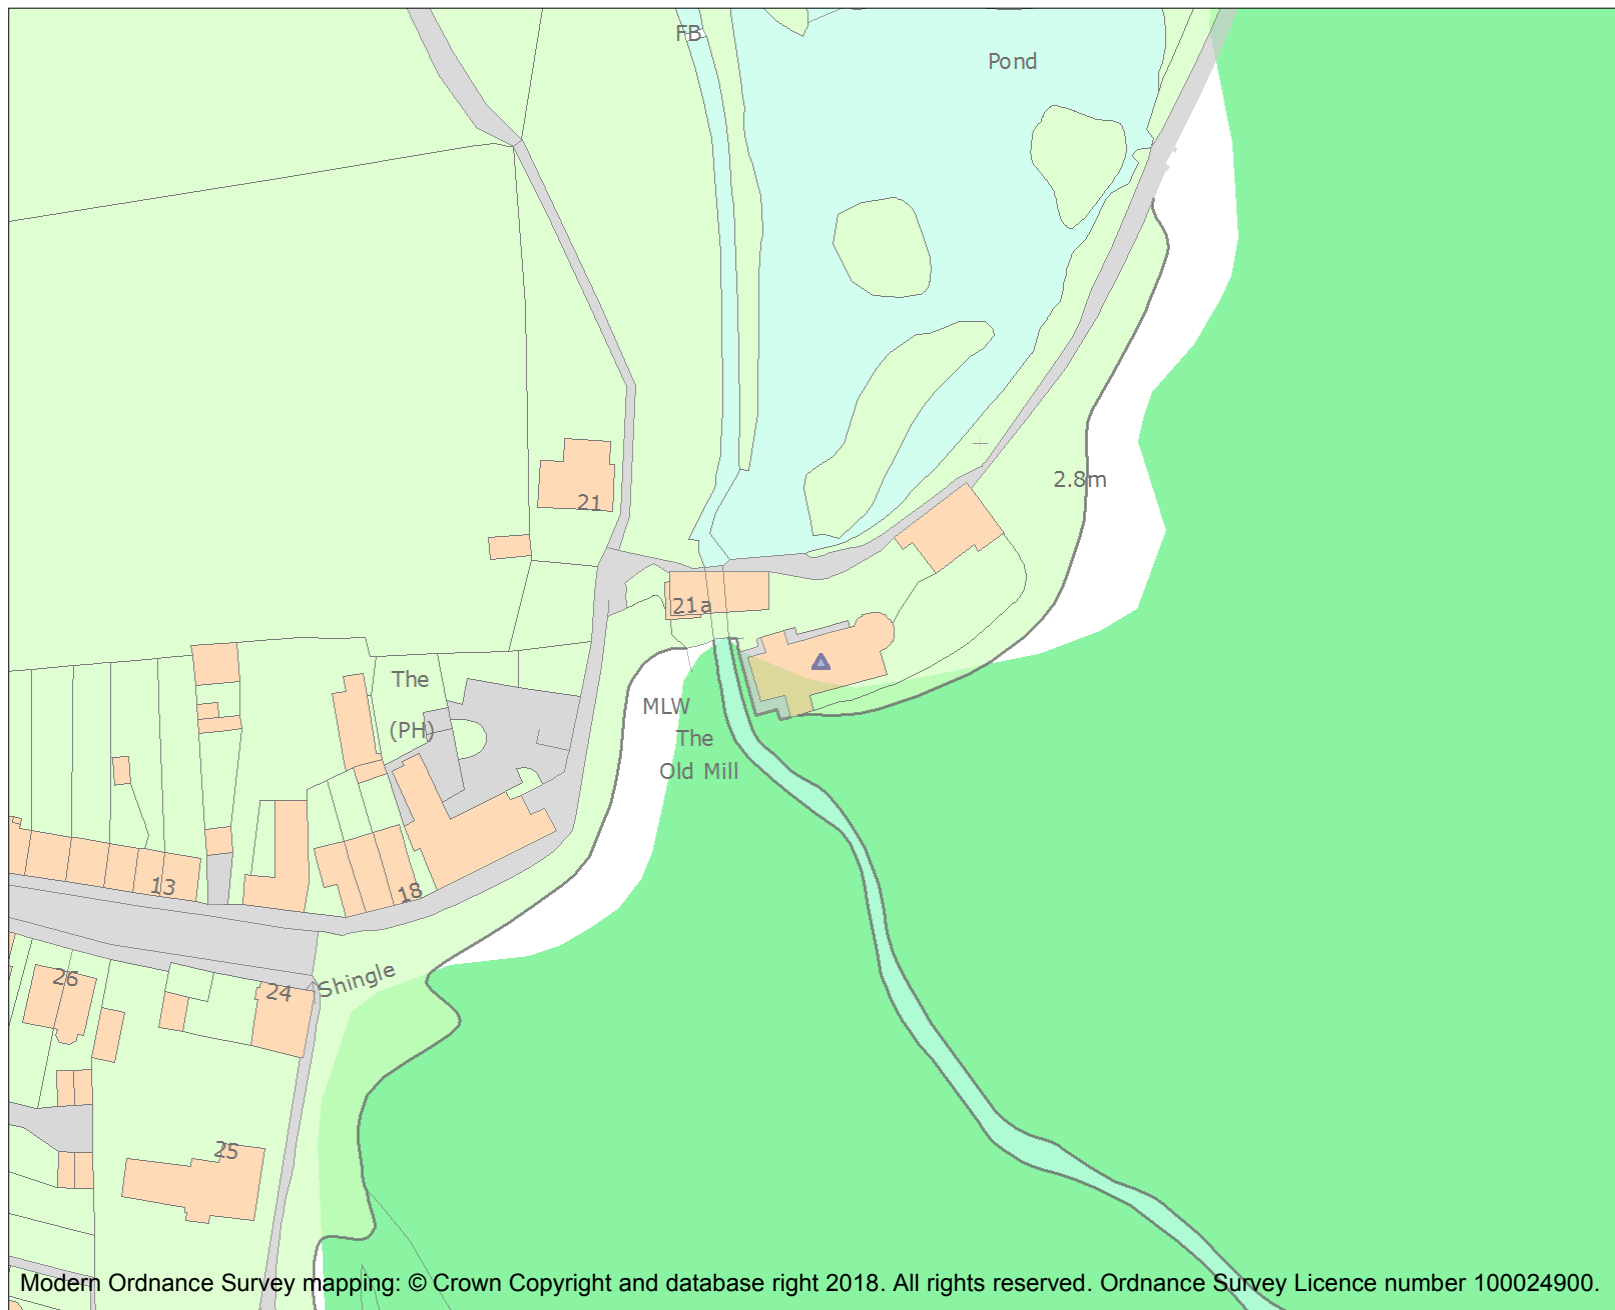 FB
Pond
2.8m
21
21a
The
(PH)
MLW
The
Old Mill
13
18
Shingle
26
24
25
Modern Ordnance Survey mapping: © Crown Copyright and database right 2018. All rights reserved. Ordnance Survey Licence number 100024900.